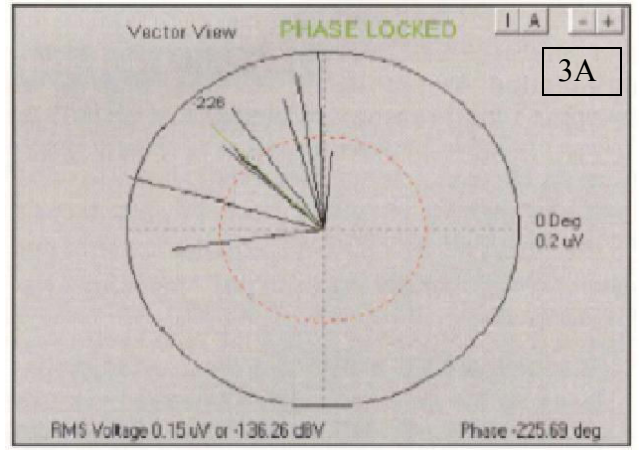 Vector View PHASE LOCKED I A - +
3A
-226
0 Deg
0.2 uV
RMS Voltage 0.15 uV or -136.26 dBV Phase -225.69 deg